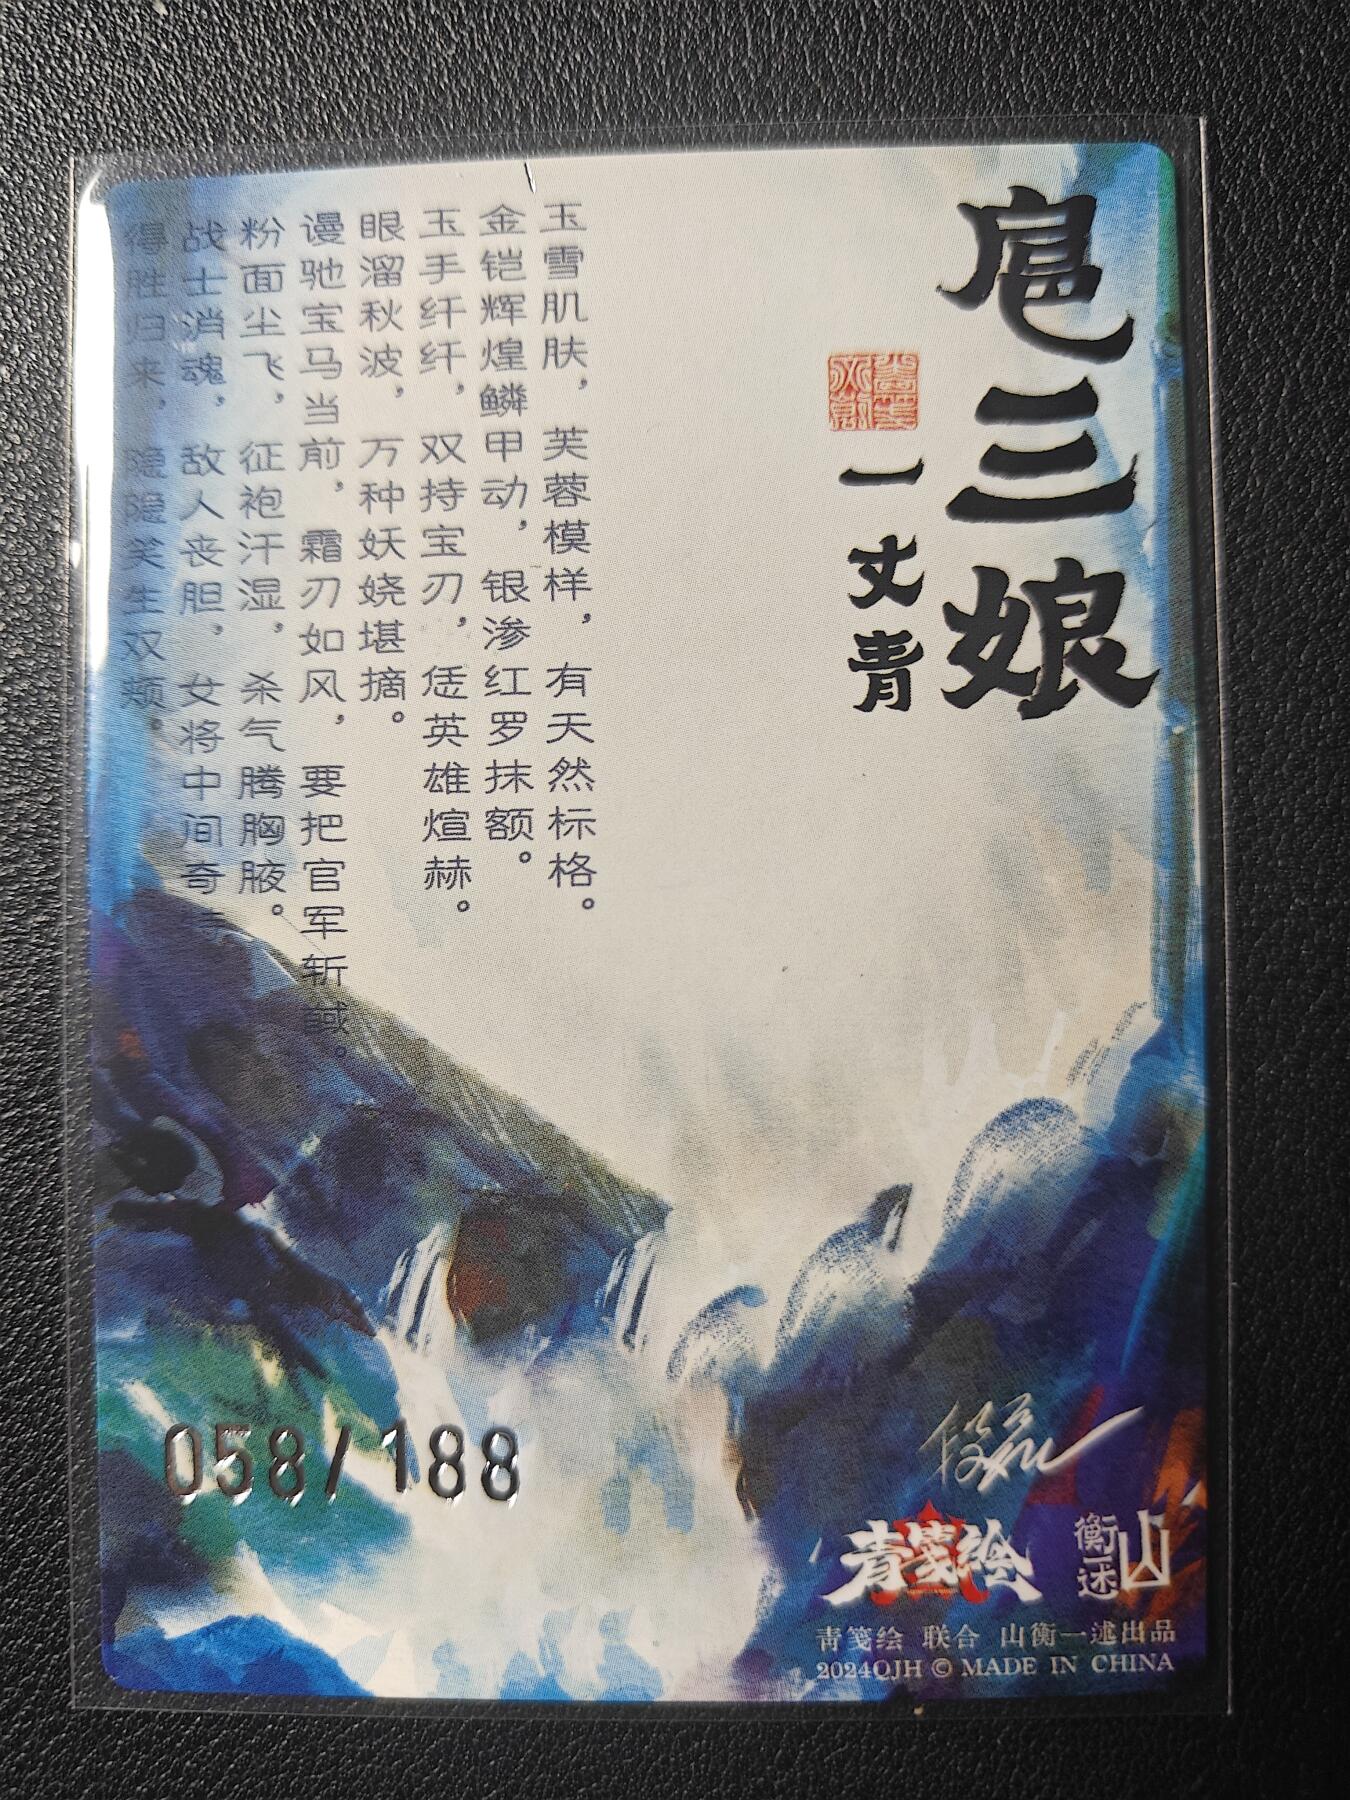 扈三娘
一丈青
玉雪肌肤，芙蓉模样，有天然标格。
金铠辉煌鳞甲动，银渗红罗抹额。
玉手纤纤，双持宝刃，恁英雄煊赫。
眼溜秋波，万种妖娆堪摘。
谩驰宝马当前，霜刃如风，要把官军斩馘。
粉面尘飞，征袍汗湿，杀气腾胸腋。
战士消魂，敌人丧胆，女将中间奇
得胜归来，隐隐笑生双颊。
058/188
青笺绘
山衡一述
青笺绘 联合 山衡一述出品
2024QJH © MADE IN CHINA